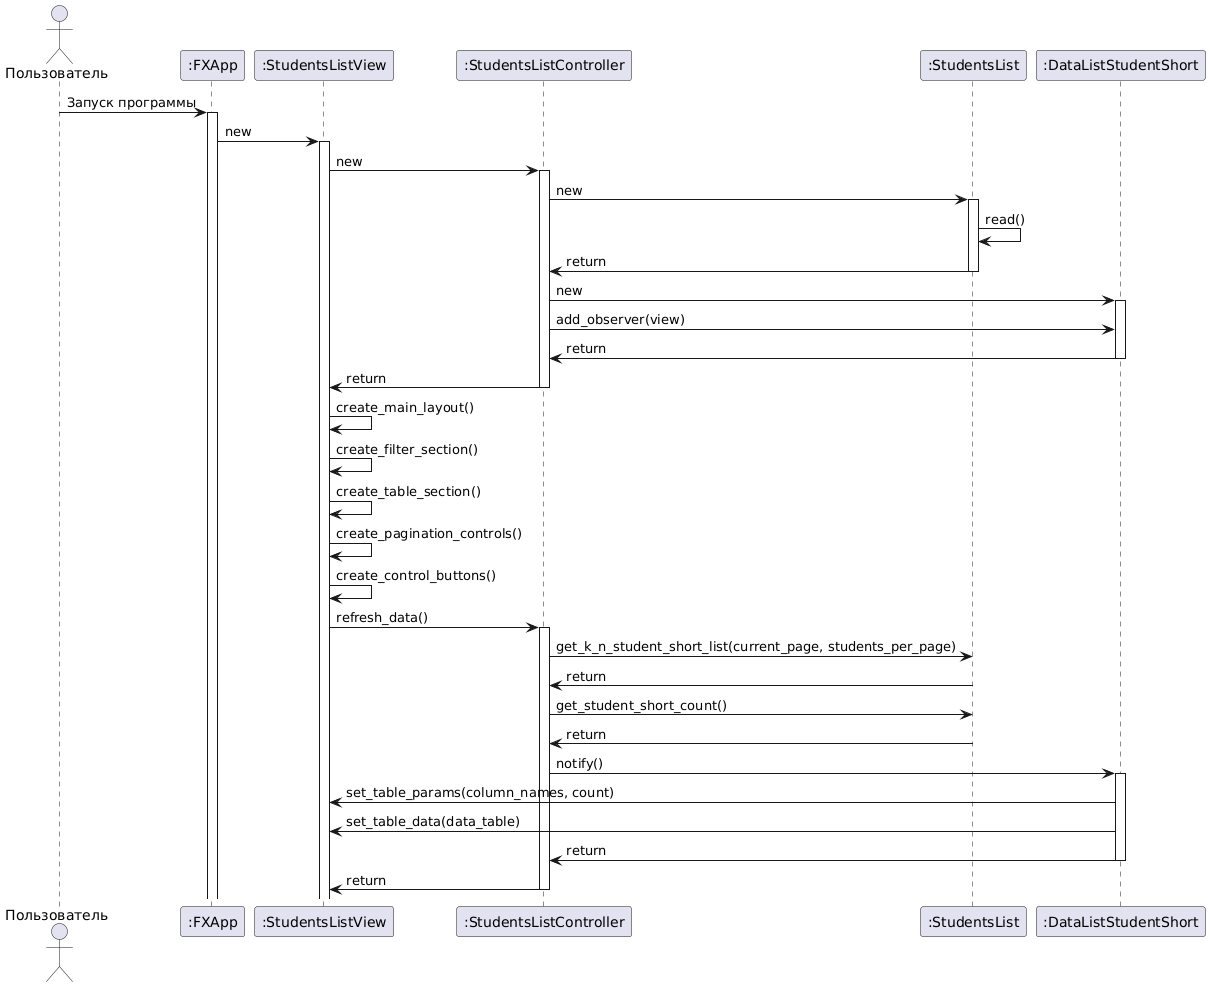 Пользователь
:FXApp
:StudentsListView
:StudentsListController
:StudentsList
:DataListStudentShort
Запуск программы
new
new
new
read()
return
new
add_observer(view)
return
return
create_main_layout()
create_filter_section()
create_table_section()
create_pagination_controls()
create_control_buttons()
refresh_data()
get_k_n_student_short_list(current_page, students_per_page)
return
get_student_short_count()
return
notify()
set_table_params(column_names, count)
set_table_data(data_table)
return
return
Пользователь
:FXApp
:StudentsListView
:StudentsListController
:StudentsList
:DataListStudentShort